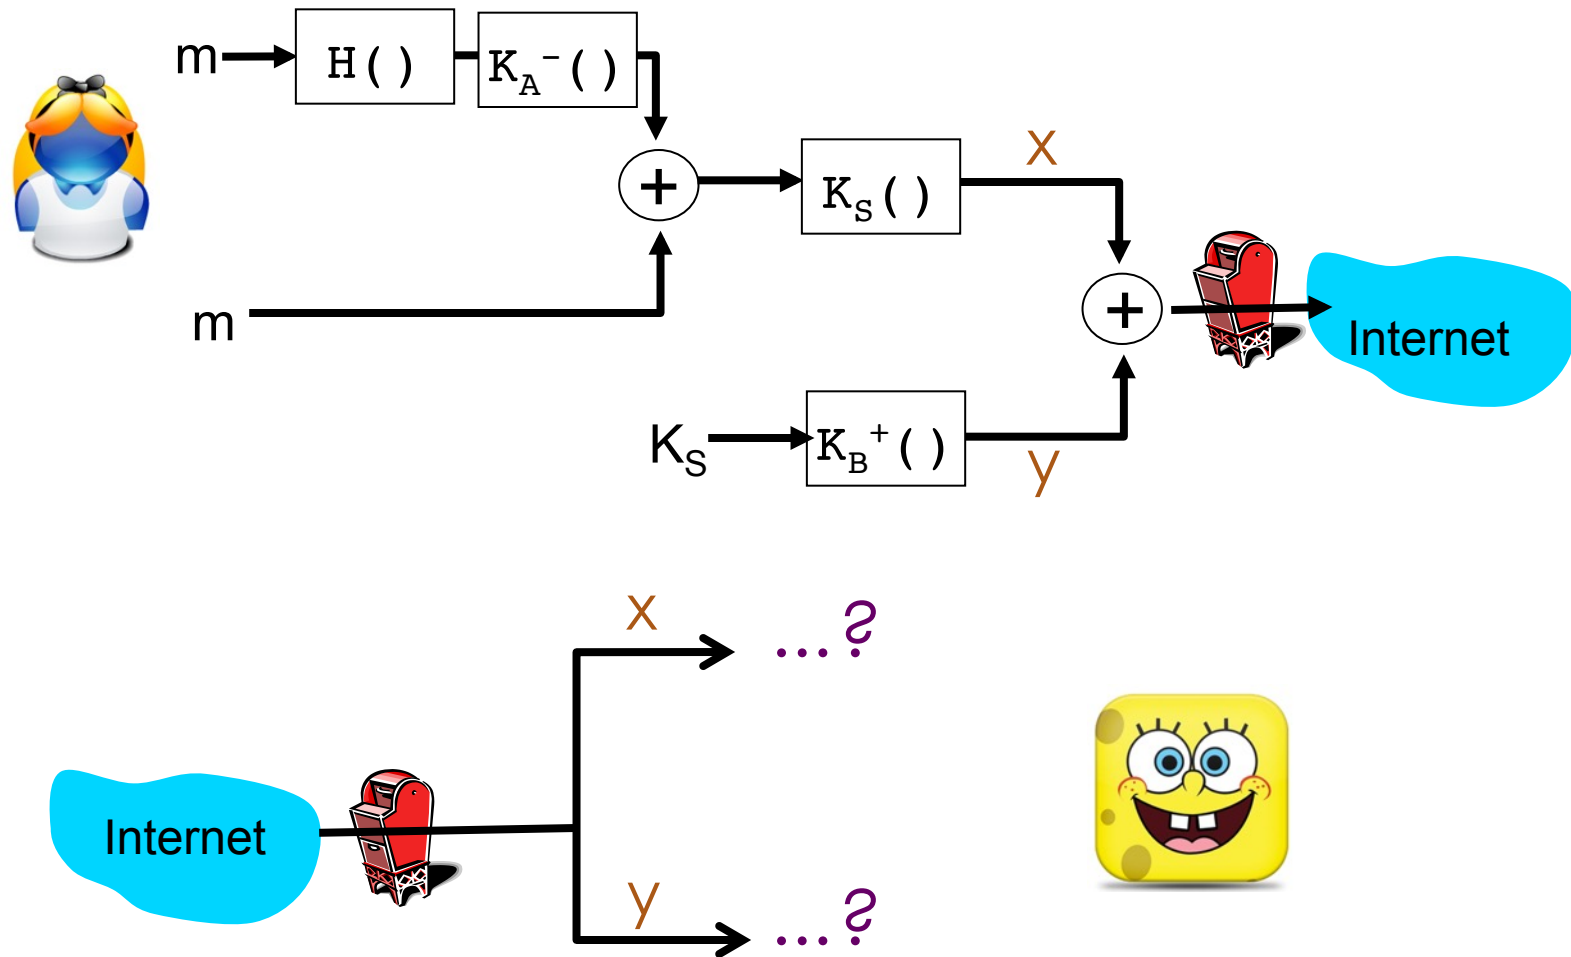 m
H()
K_A^-()
+
K_S()
x
m
+
Internet
K_S
K_B^+()
y
x
...?
Internet
y
...?